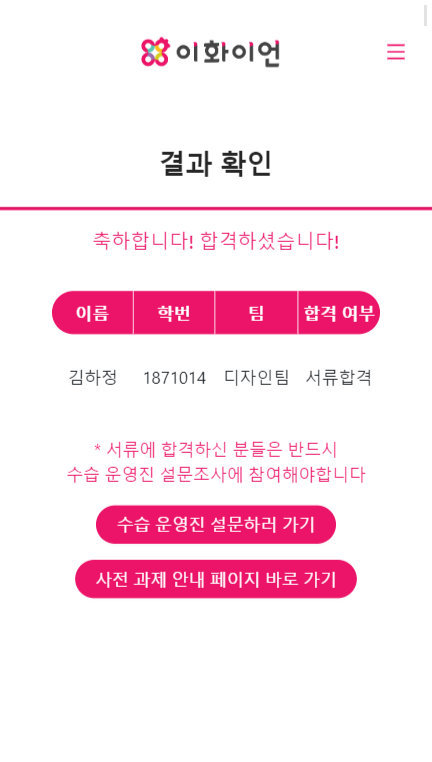 이화이언
결과 확인
축하합니다! 합격하셨습니다!
이름 학번 팀 합격 여부
김하정 1871014 디자인팀 서류합격
* 서류에 합격하신 분들은 반드시
수습 운영진 설문조사에 참여해야합니다
수습 운영진 설문하러 가기
사전 과제 안내 페이지 바로 가기